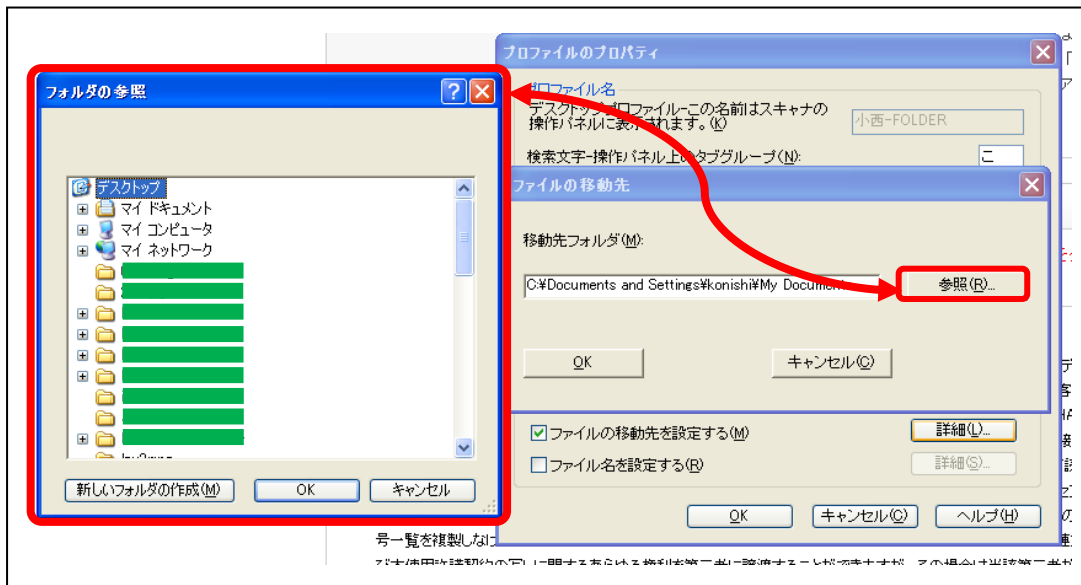 プロファイルのプロパティ
プロファイル名
デスクトッププロファイル-この名前はスキャナの
操作パネルに表示されます。(K)
小西-FOLDER
検索文字-操作パネル上のタブグループ(N):
こ
フォルダの参照
デスクトップ
マイ ドキュメント
マイ コンピュータ
マイ ネットワーク
新しいフォルダの作成(M)
OK
キャンセル
ファイルの移動先
移動先フォルダ(M):
C:¥Documents and Settings¥konishi¥My Documents
参照(R)...
OK
キャンセル(C)
ファイルの移動先を設定する(M)
詳細(L)...
ファイル名を設定する(R)
詳細(S)...
OK
キャンセル(C)
ヘルプ(H)
号一覧を複製しなけ